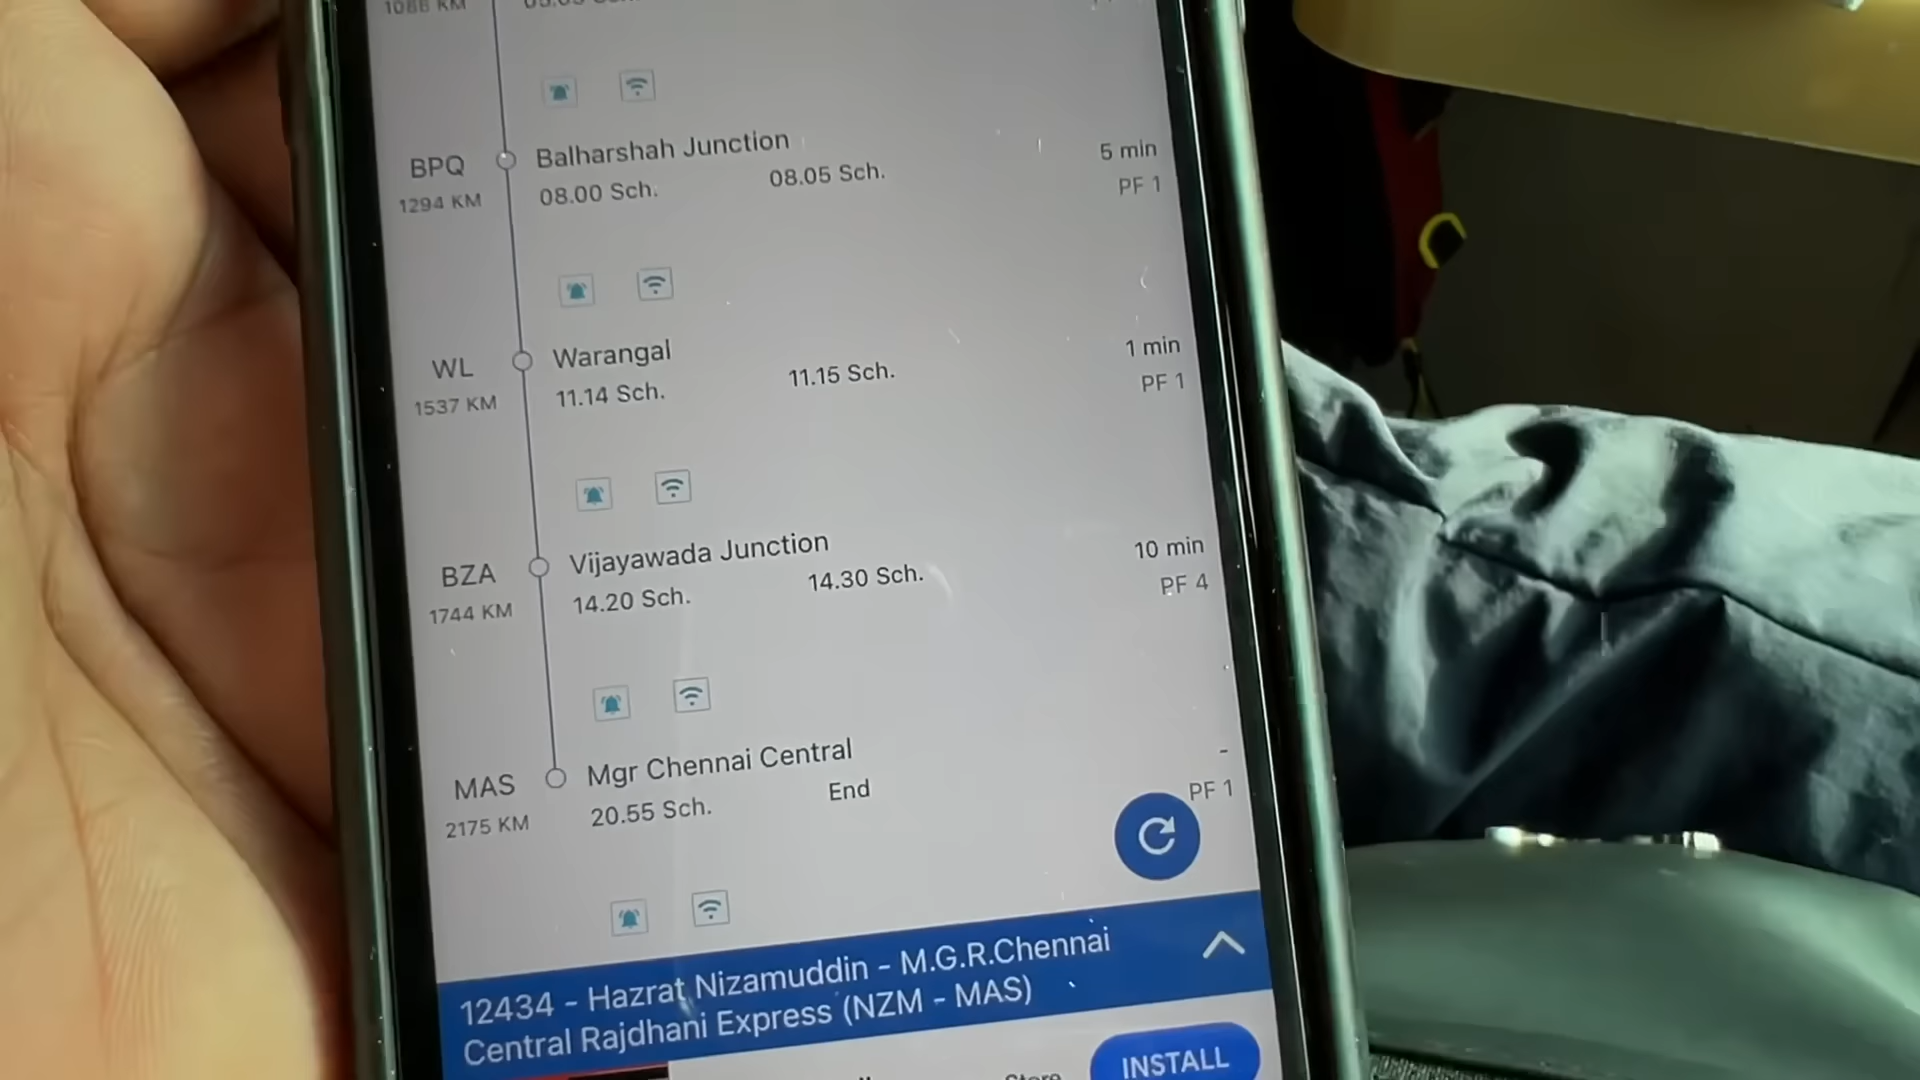 1088 KM
BPQ
Balharshah Junction
5 min
1294 KM
08.00 Sch.
08.05 Sch.
PF 1
WL
Warangal
1 min
1537 KM
11.14 Sch.
11.15 Sch.
PF 1
BZA
Vijayawada Junction
10 min
1744 KM
14.20 Sch.
14.30 Sch.
PF 4
MAS
Mgr Chennai Central
-
2175 KM
20.55 Sch.
End
PF 1
12434 - Hazrat Nizamuddin - M.G.R.Chennai
Central Rajdhani Express (NZM - MAS)
INSTALL